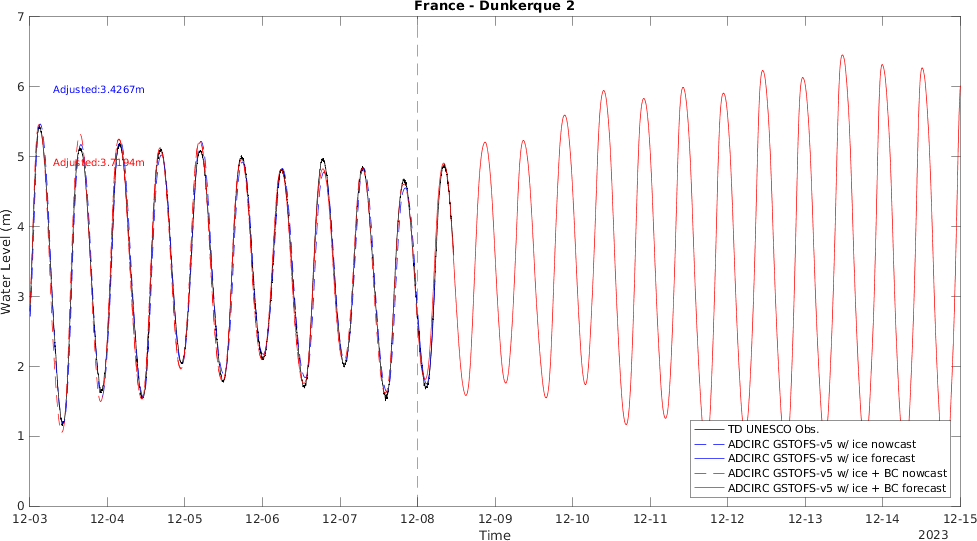 France - Dunkerque 2
7
6
5
4
3
2
1
0
Water Level (m)
Adjusted:3.4267m
Adjusted:3.7194m
TD UNESCO Obs.
ADCIRC GSTOFS-v5 w/ ice nowcast
ADCIRC GSTOFS-v5 w/ ice forecast
ADCIRC GSTOFS-v5 w/ ice + BC nowcast
ADCIRC GSTOFS-v5 w/ ice + BC forecast
12-03 12-04 12-05 12-06 12-07 12-08 12-09 12-10 12-11 12-12 12-13 12-14 12-15
Time
2023